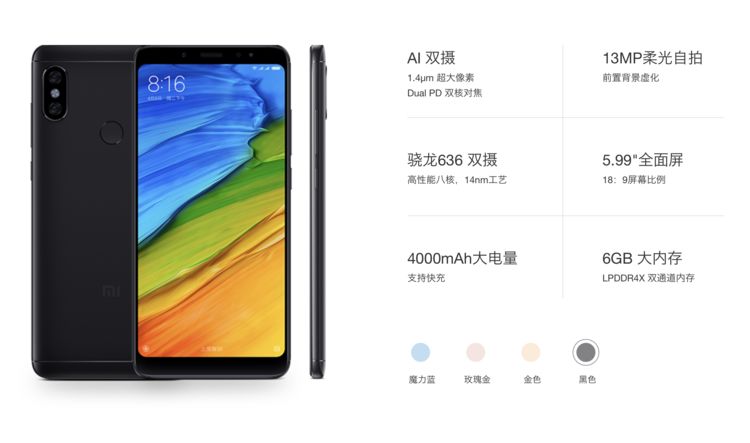 8:16
AI 双摄
1.4μm 超大像素
Dual PD 双核对焦
13MP柔光自拍
前置背景虚化
骁龙636 双摄
高性能八核，14nm工艺
5.99"全面屏
18：9屏幕比例
4000mAh大电量
支持快充
6GB 大内存
LPDDR4X 双通道内存
魔力蓝
玫瑰金
金色
黑色